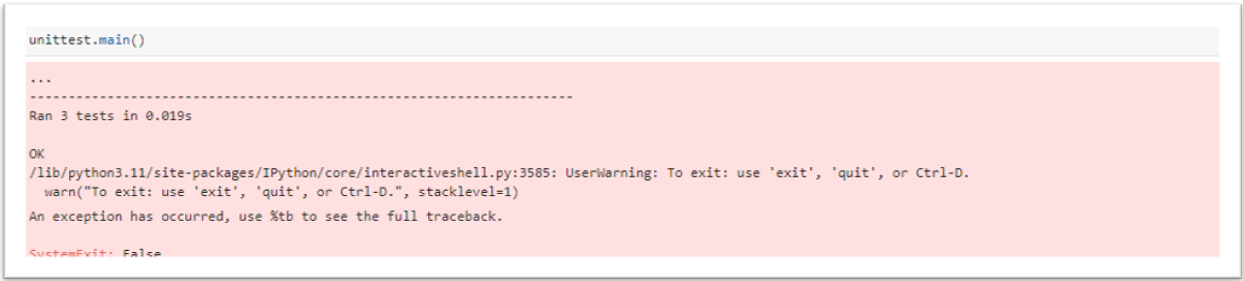 unittest.main()
...
----------------------------------------------------------------------
Ran 3 tests in 0.019s
OK
/lib/python3.11/site-packages/IPython/core/interactiveshell.py:3585: UserWarning: To exit: use 'exit', 'quit', or Ctrl-D.
  warn("To exit: use 'exit', 'quit', or Ctrl-D.", stacklevel=1)
An exception has occurred, use %tb to see the full traceback.
SystemExit: False